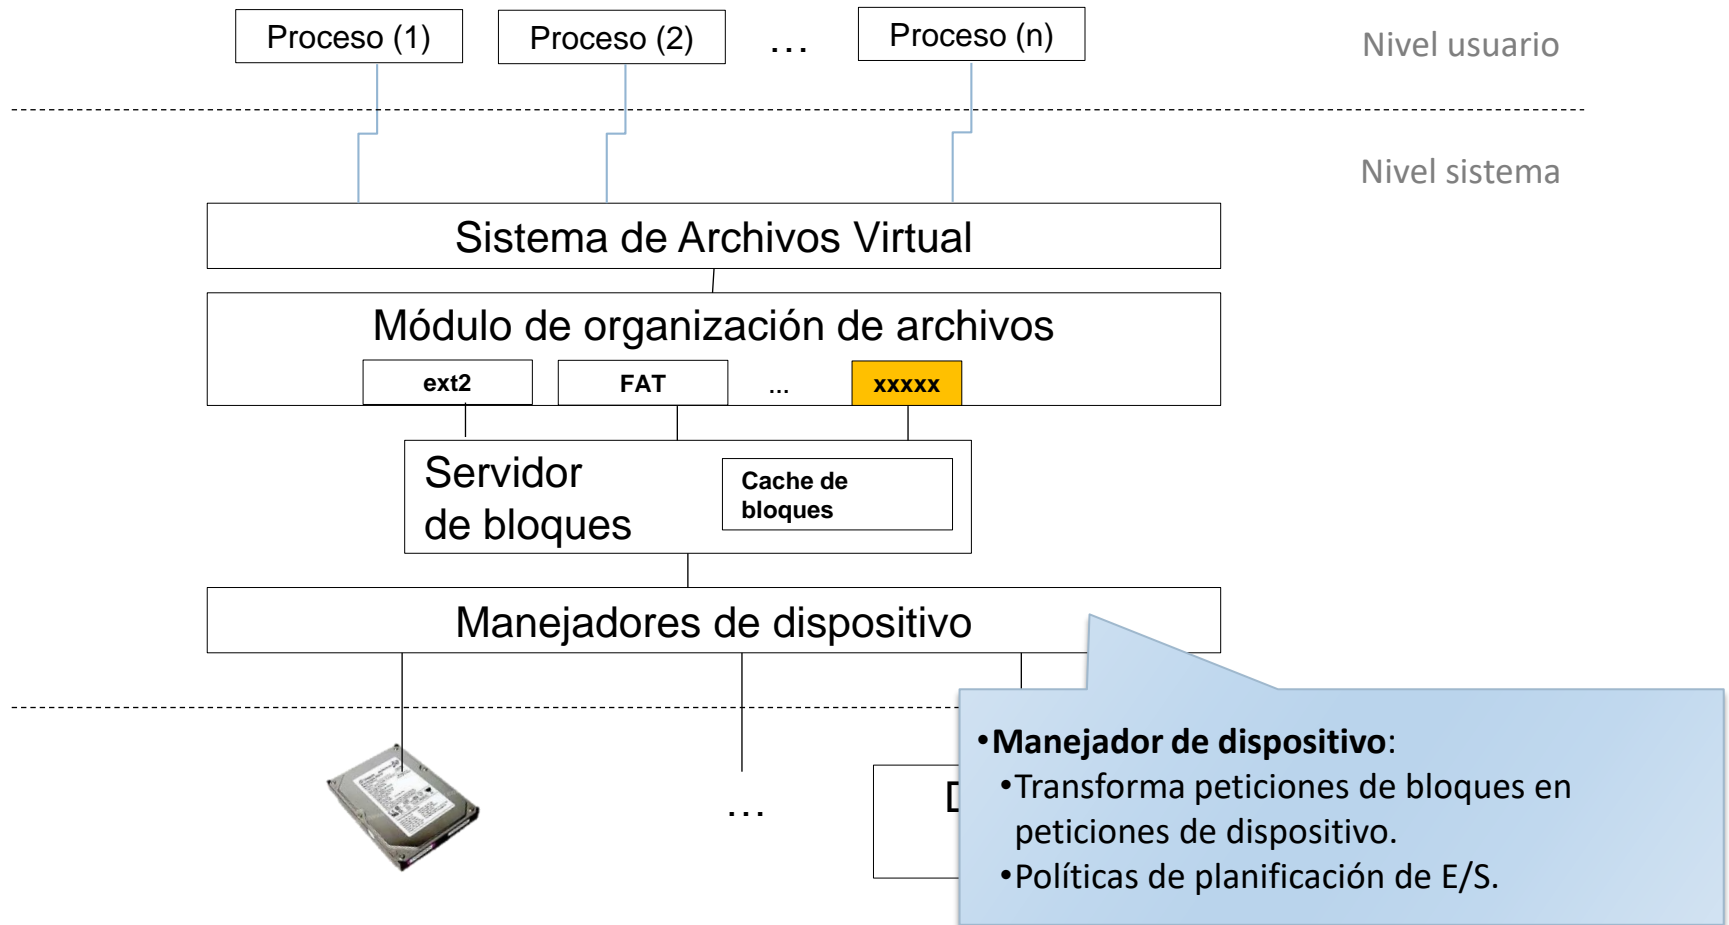 Proceso (1)
Proceso (2)
...
Proceso (n)
Nivel usuario
Nivel sistema
Sistema de Archivos Virtual
Módulo de organización de archivos
ext2
FAT
...
xxxxx
Servidor
de bloques
Cache de
bloques
Manejadores de dispositivo
...
•Manejador de dispositivo:
•Transforma peticiones de bloques en
peticiones de dispositivo.
•Políticas de planificación de E/S.